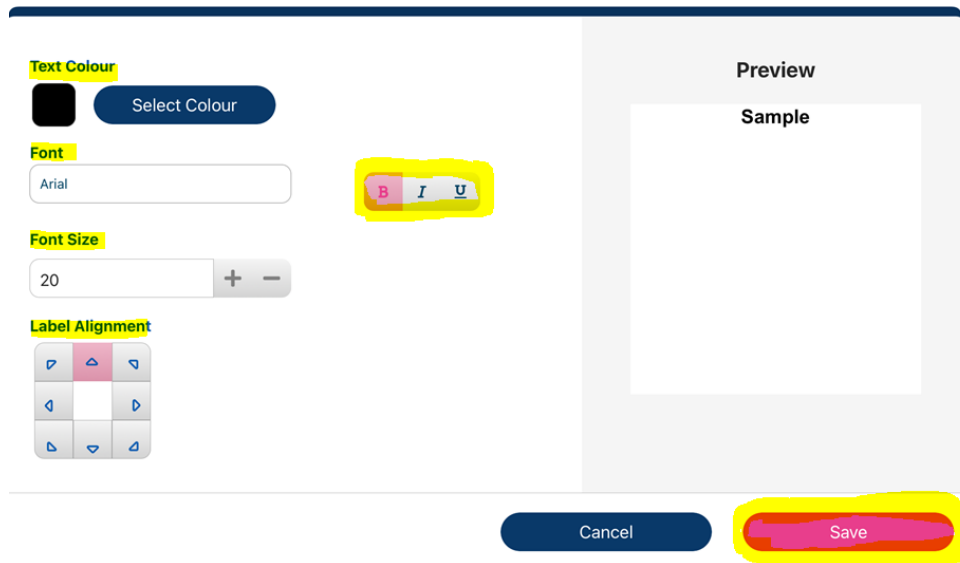 Text Colour
Select Colour
Font
Arial
B I U
Font Size
20
Label Alignment
Preview
Sample
Cancel
Save